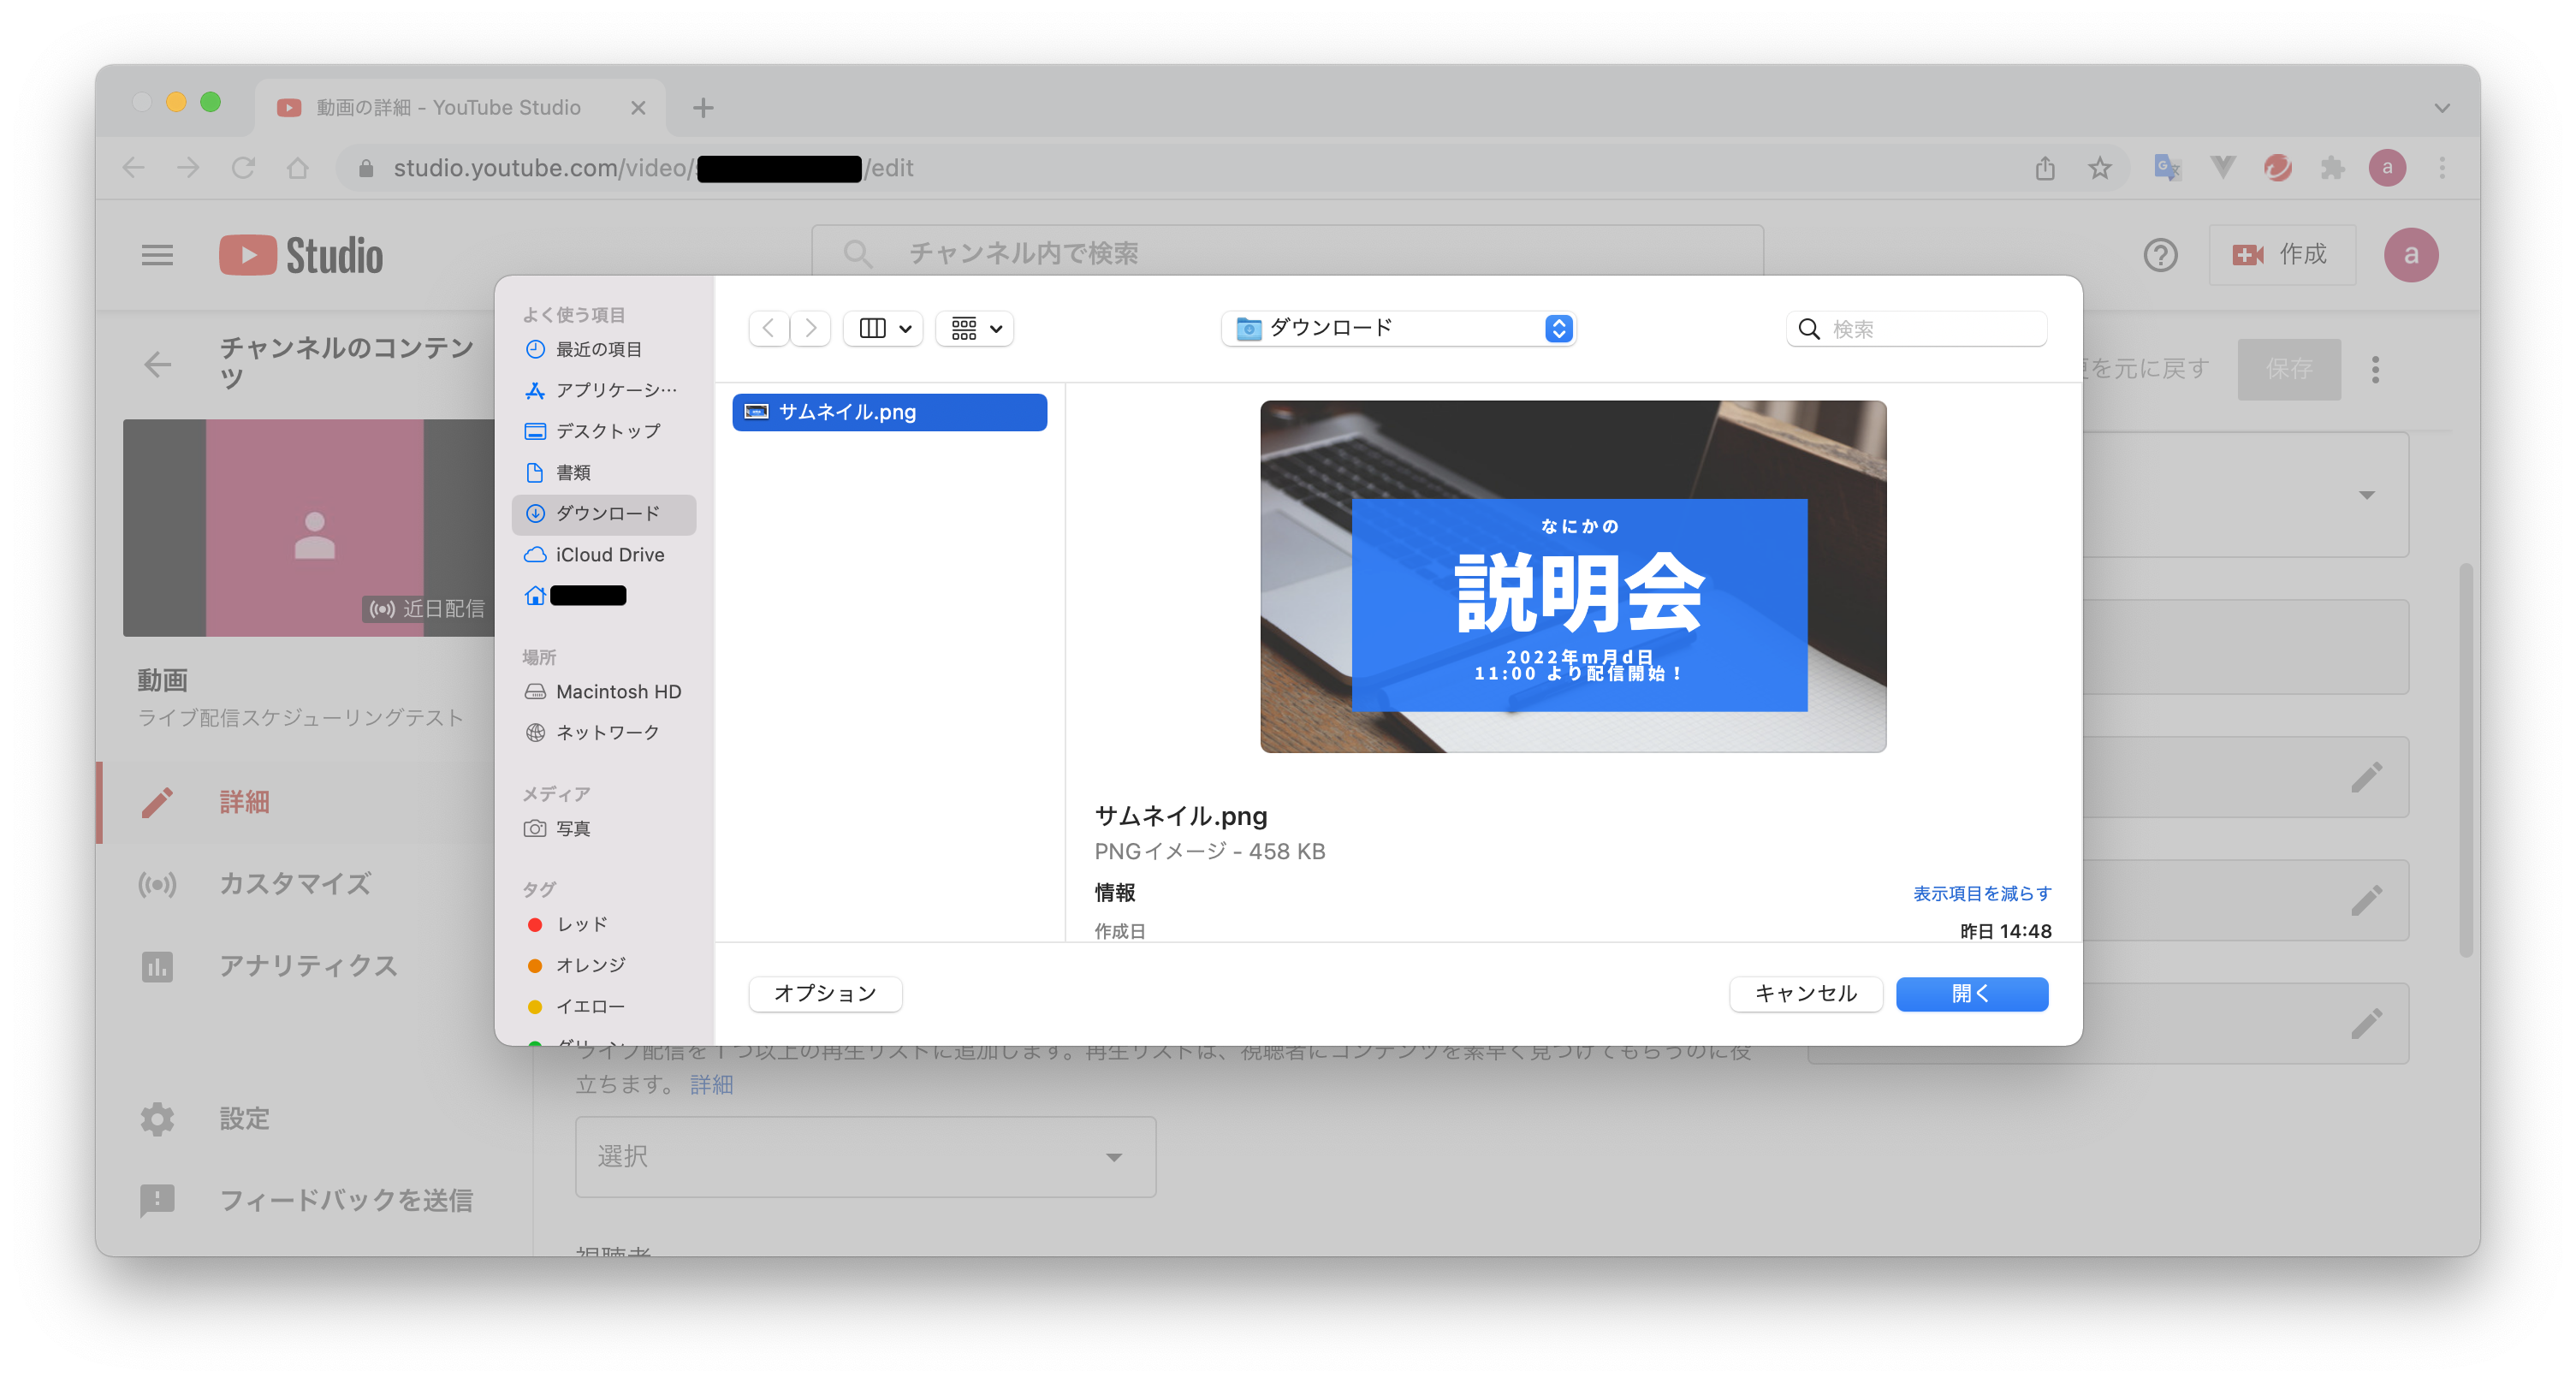 動画の詳細 - YouTube Studio
studio.youtube.com/video/
/edit
a
Studio
チャンネル内で検索
作成
a
チャンネルのコンテン
ツ
近日配信
動画
ライブ配信スケジューリングテスト
詳細
カスタマイズ
アナリティクス
設定
フィードバックを送信
よく使う項目
最近の項目
アプリケーシ…
デスクトップ
書類
ダウンロード
iCloud Drive
場所
Macintosh HD
ネットワーク
メディア
写真
タグ
レッド
オレンジ
イエロー
グリーン
ダウンロード
検索
サムネイル.png
なにかの
説明会
2022年m月d日
11:00 より配信開始！
サムネイル.png
PNGイメージ - 458 KB
情報
表示項目を減らす
作成日
昨日 14:48
オプション
キャンセル
開く
を元に戻す
保存
ライブ配信を 1 つ以上の再生リストに追加します。再生リストは、視聴者にコンテンツを素早く見つけてもらうのに役
立ちます。 詳細
選択
視聴者